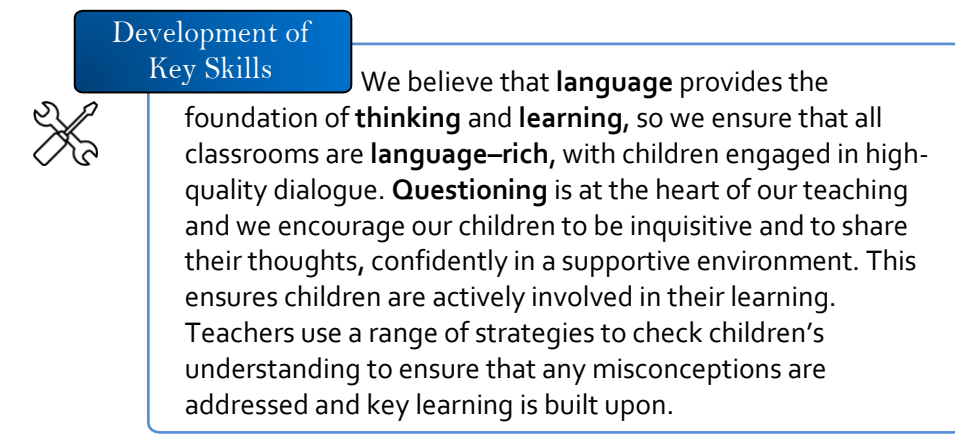 Development of
Key Skills
We believe that language provides the
foundation of thinking and learning, so we ensure that all
classrooms are language–rich, with children engaged in high-
quality dialogue. Questioning is at the heart of our teaching
and we encourage our children to be inquisitive and to share
their thoughts, confidently in a supportive environment. This
ensures children are actively involved in their learning.
Teachers use a range of strategies to check children’s
understanding to ensure that any misconceptions are
addressed and key learning is built upon.